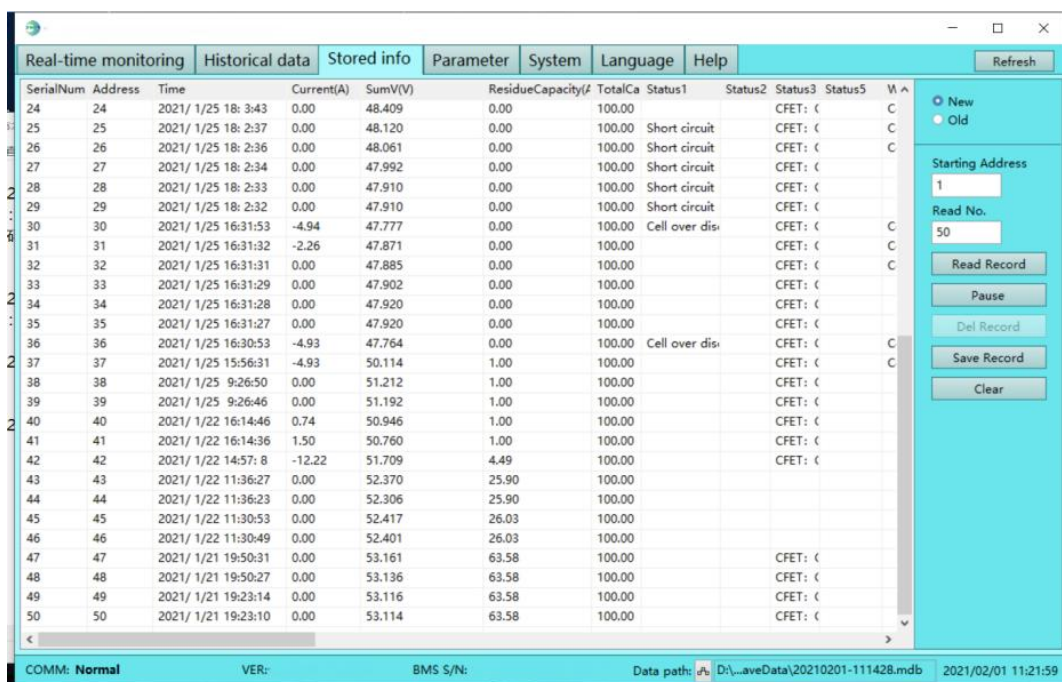 Real-time monitoring Historical data Stored info Parameter System Language Help Refresh
SerialNum Address Time Current(A) SumV(V) ResidueCapacity(A TotalCa Status1 Status2 Status3 Status5 W
24 24 2021/ 1/25 18: 3:43 0.00 48.409 0.00 CFET: C
25 25 2021/ 1/25 18: 2:37 0.00 48.120 0.00 100.00 Short circuit CFET: C
26 26 2021/ 1/25 18: 2:36 0.00 48.061 0.00 100.00 Short circuit CFET: C
27 27 2021/ 1/25 18: 2:34 0.00 47.992 0.00 100.00 Short circuit CFET:
28 28 2021/ 1/25 18: 2:33 0.00 47.910 0.00 100.00 Short circuit CFET:
29 29 2021/ 1/25 18: 2:32 0.00 47.910 0.00 100.00 Short circuit CFET:
30 30 2021/ 1/25 16:31:53 -4.94 47.777 0.00 100.00 Cell over dis CFET: C
31 31 2021/ 1/25 16:31:32 -2.26 47.871 0.00 100.00 CFET: C
32 32 2021/ 1/25 16:31:31 0.00 47.885 0.00 100.00 CFET: C
33 33 2021/ 1/25 16:31:29 0.00 47.902 0.00 100.00 CFET:
34 34 2021/ 1/25 16:31:28 0.00 47.920 0.00 100.00 CFET:
35 35 2021/ 1/25 16:31:27 0.00 47.920 0.00 100.00 CFET:
36 36 2021/ 1/25 16:30:53 -4.93 47.764 0.00 100.00 Cell over dis CFET: C
37 37 2021/ 1/25 15:56:31 -4.93 50.114 1.00 100.00 CFET: C
38 38 2021/ 1/25 9:26:50 0.00 51.212 1.00 100.00 CFET:
39 39 2021/ 1/25 9:26:46 0.00 51.192 1.00 100.00 CFET:
40 40 2021/ 1/22 16:14:46 0.74 50.946 1.00 100.00 CFET:
41 41 2021/ 1/22 16:14:36 1.50 50.760 1.00 100.00 CFET:
42 42 2021/ 1/22 14:57: 8 -12.22 51.709 4.49 100.00 CFET:
43 43 2021/ 1/22 11:36:27 0.00 52.370 25.90 100.00
44 44 2021/ 1/22 11:36:23 0.00 52.306 25.90 100.00
45 45 2021/ 1/22 11:30:53 0.00 52.417 26.03 100.00
46 46 2021/ 1/22 11:30:49 0.00 52.401 26.03 100.00
47 47 2021/ 1/21 19:50:31 0.00 53.161 63.58 100.00 CFET:
48 48 2021/ 1/21 19:50:27 0.00 53.136 63.58 100.00 CFET:
49 49 2021/ 1/21 19:23:14 0.00 53.116 63.58 100.00 CFET:
50 50 2021/ 1/21 19:23:10 0.00 53.114 63.58 100.00 CFET:
New
Old
Starting Address
1
Read No.
50
Read Record
Pause
Del Record
Save Record
Clear
COMM: Normal VER: BMS S/N: Data path: D:\...aveData\20210201-111428.mdb 2021/02/01 11:21:59